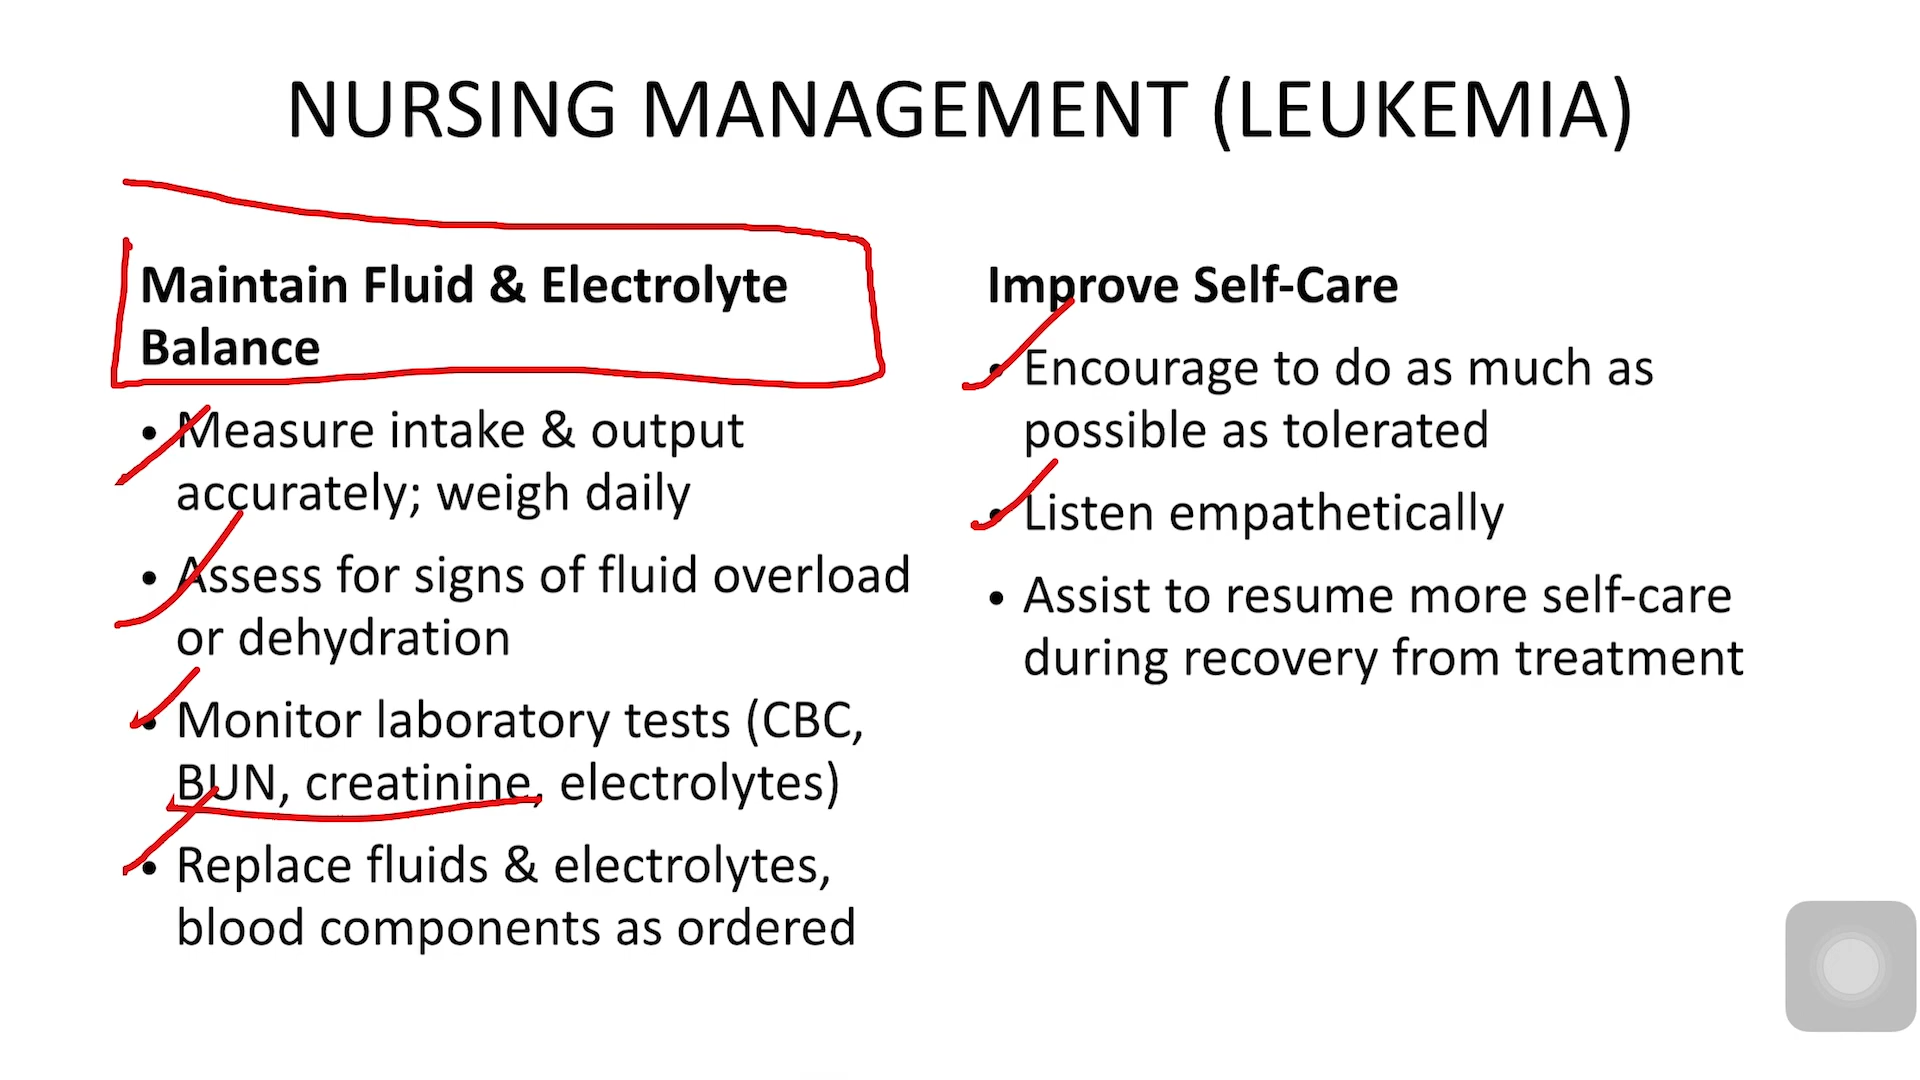 NURSING MANAGEMENT (LEUKEMIA)
Maintain Fluid & Electrolyte
Balance
• Measure intake & output
accurately; weigh daily
• Assess for signs of fluid overload
or dehydration
• Monitor laboratory tests (CBC,
BUN, creatinine, electrolytes)
• Replace fluids & electrolytes,
blood components as ordered
Improve Self-Care
• Encourage to do as much as
possible as tolerated
• Listen empathetically
• Assist to resume more self-care
during recovery from treatment